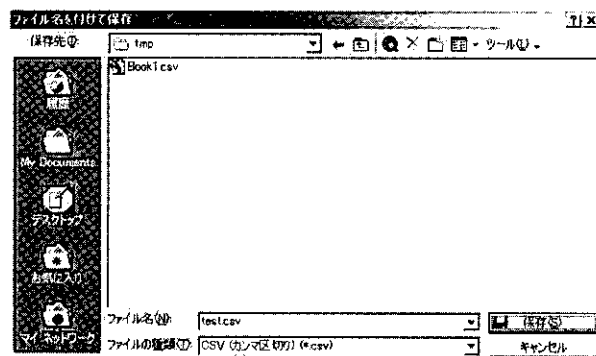 ファイル名を付けて保存
保存先(I):
tmp
ツール(L)
Book1.csv
履歴
My Documents
デスクトップ
お気に入り
マイ ネットワーク
ファイル名(N):
test.csv
保存(S)
ファイルの種類(T):
CSV (カンマ区切り) (*.csv)
キャンセル